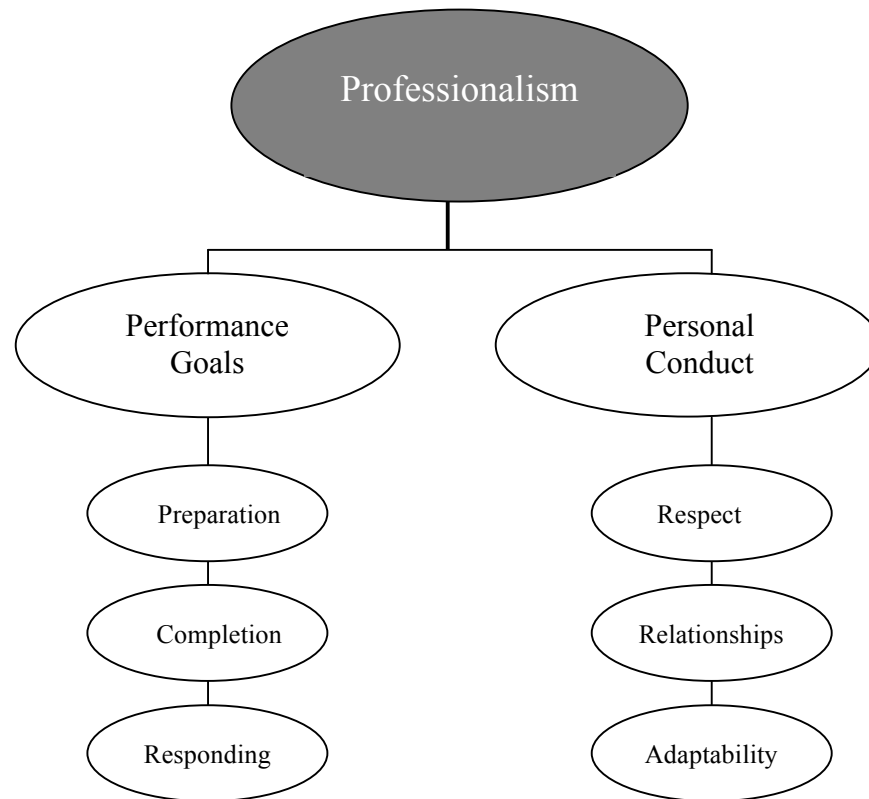 Professionalism
Performance
Goals
Personal
Conduct
Preparation
Respect
Completion
Relationships
Responding
Adaptability